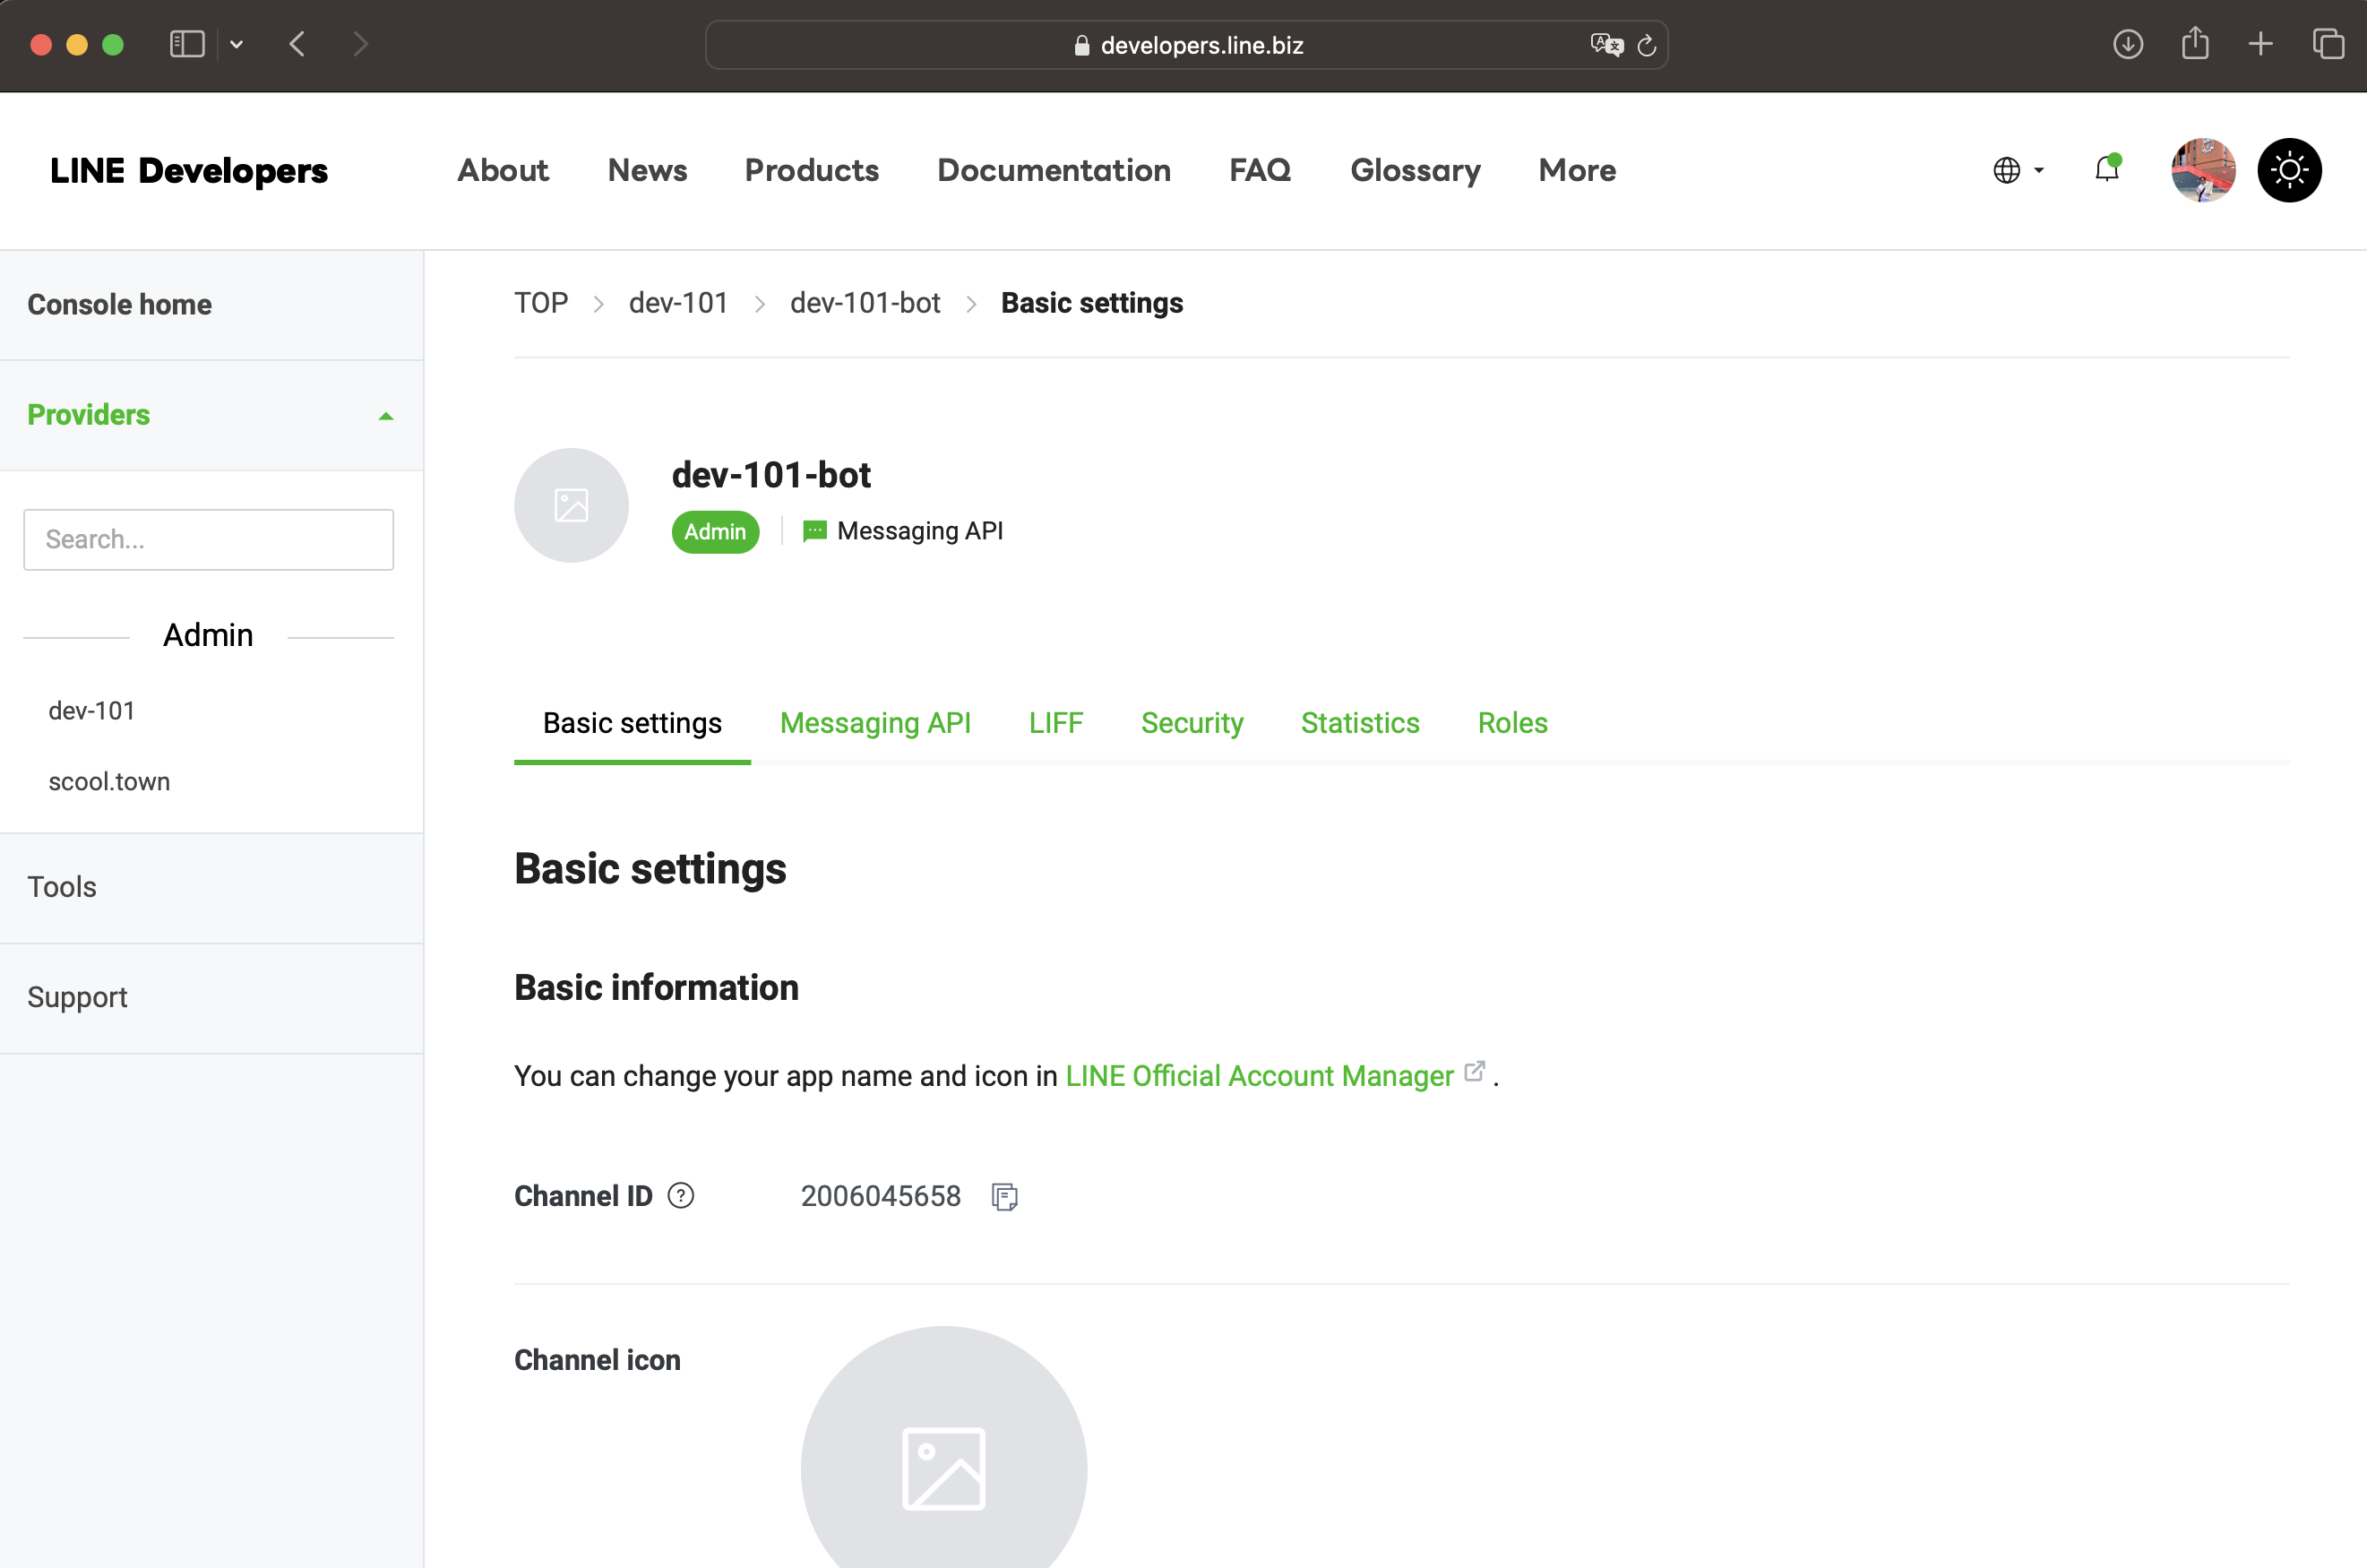 developers.line.biz
LINE Developers
About
News
Products
Documentation
FAQ
Glossary
More
Console home
Providers
Search...
Admin
dev-101
scool.town
Tools
Support
TOP > dev-101 > dev-101-bot > Basic settings
dev-101-bot
Admin
Messaging API
Basic settings
Messaging API
LIFF
Security
Statistics
Roles
Basic settings
Basic information
You can change your app name and icon in LINE Official Account Manager .
Channel ID ? 2006045658
Channel icon